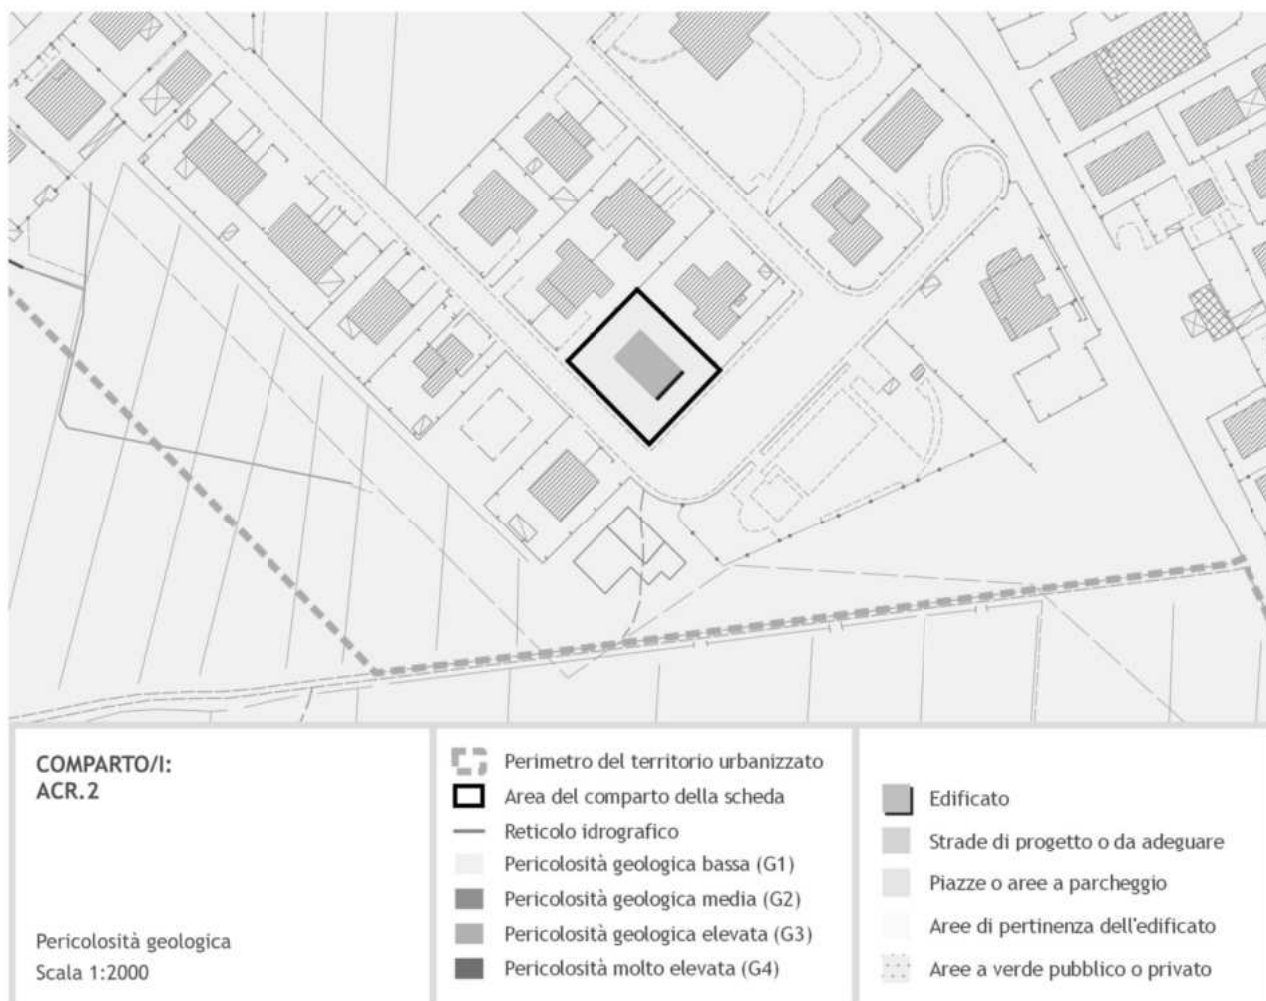 COMPARTO/I:
ACR.2
Pericolosità geologica
Scala 1:2000
Perimetro del territorio urbanizzato
Area del comparto della scheda
Reticolo idrografico
Pericolosità geologica bassa (G1)
Pericolosità geologica media (G2)
Pericolosità geologica elevata (G3)
Pericolosità molto elevata (G4)
Edificato
Strade di progetto o da adeguare
Piazze o aree a parcheggio
Aree di pertinenza dell'edificato
Aree a verde pubblico o privato